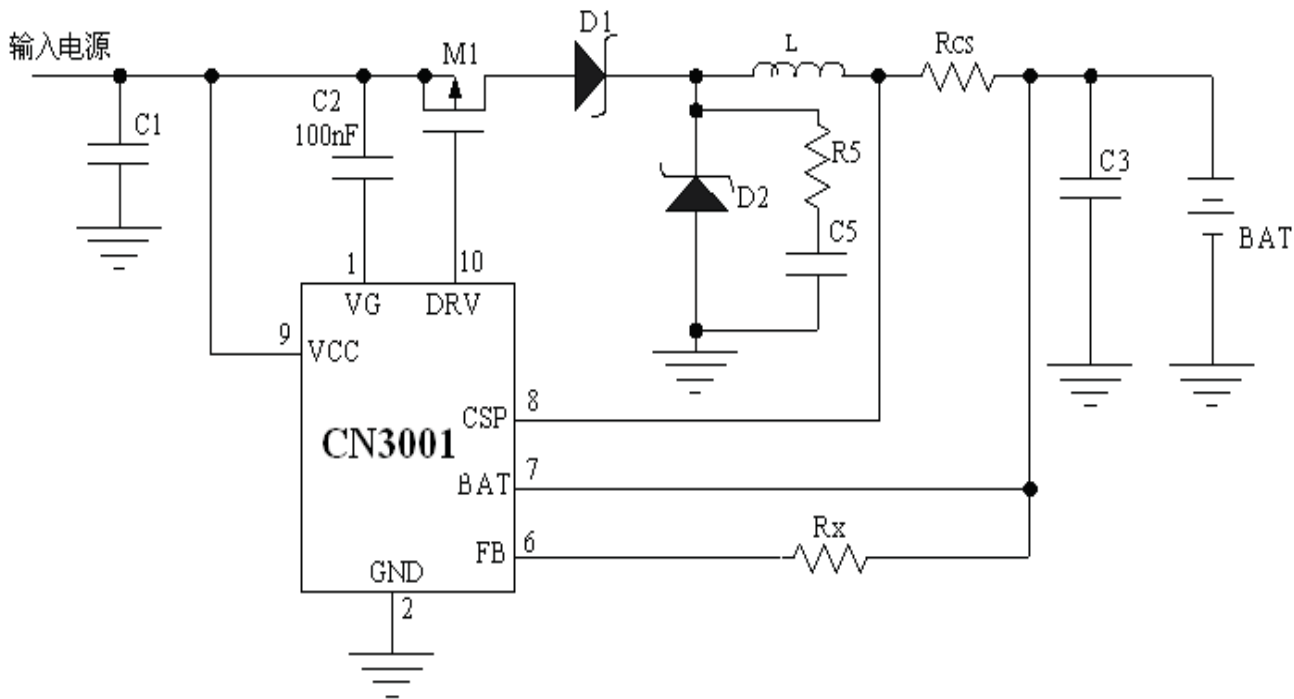 输入电源
M1
D1
L
Rcs
C1
C2
100nF
R5
D2
C5
C3
BAT
1
10
VG
DRV
9
VCC
CSP
8
CN3001
BAT
7
FB
6
Rx
GND
2